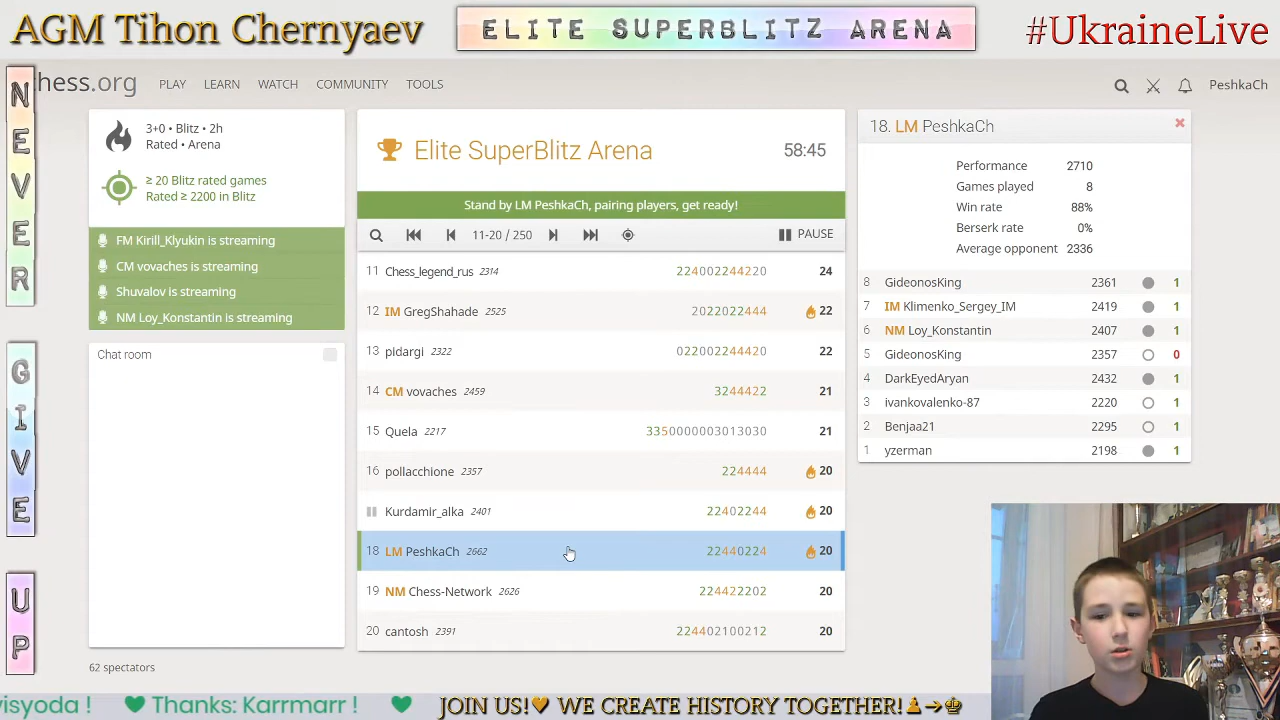 AGM Tihon Chernyaev
ELITE SUPERBLITZ ARENA
#UkraineLive
NEVER
GIVE
UP
hess.org PLAY LEARN WATCH COMMUNITY TOOLS PeshkaCh
3+0 • Blitz • 2h
Rated • Arena
≥ 20 Blitz rated games
Rated ≥ 2200 in Blitz
FM Kirill_Klyukin is streaming
CM vovaches is streaming
Shuvalov is streaming
NM Loy_Konstantin is streaming
Chat room
62 spectators
Elite SuperBlitz Arena 58:45
Stand by LM PeshkaCh, pairing players, get ready!
11-20 / 250 PAUSE
11 Chess_legend_rus 2314 224002244220 24
12 IM GregShahade 2525 2022022444 22
13 pidargi 2322 022002244420 22
14 CM vovaches 2459 3244422 21
15 Quela 2217 3350000003013030 21
16 pollacchione 2357 224444 20
Kurdamir_alka 2401 22402244 20
18 LM PeshkaCh 2662 22440224 20
19 NM Chess-Network 2626 224422202 20
20 cantosh 2391 224402100212 20
18. LM PeshkaCh
Performance 2710
Games played 8
Win rate 88%
Berserk rate 0%
Average opponent 2336
8 GideonosKing 2361 1
7 IM Klimenko_Sergey_IM 2419 1
6 NM Loy_Konstantin 2407 1
5 GideonosKing 2357 0
4 DarkEyedAryan 2432 1
3 ivankovalenko-87 2220 1
2 Benjaa21 2295 1
1 yzerman 2198 1
visyoda ! Thanks: Karrmarr ! JOIN US! WE CREATE HISTORY TOGETHER!